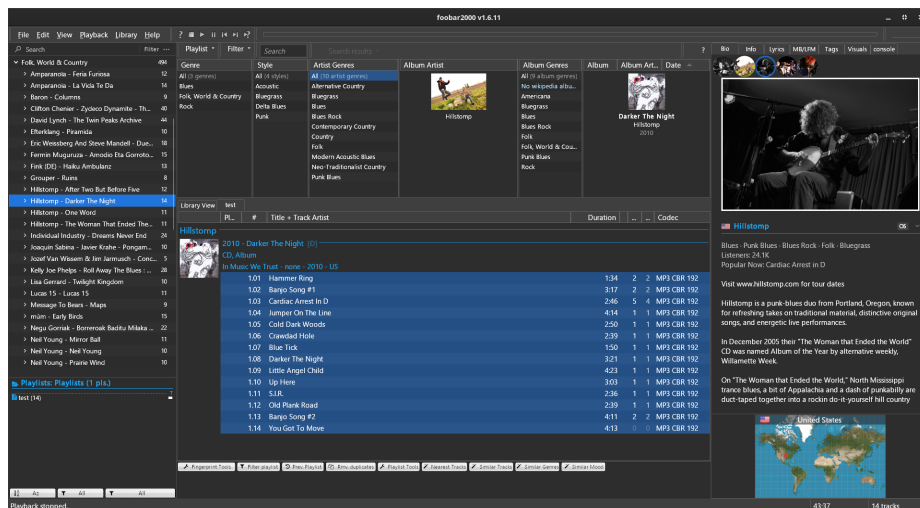 foobar2000 v1.6.11
File Edit View Playback Library Help
Search Filter
Folk, World & Country 494
Amparanoia - Feria Furiosa 12
Amparanoia - La Vida Te Da 14
Baron - Columns 9
Clifton Chenier - Zydeco Dynamite - Th... 40
David Lynch - The Twin Peaks Archive 44
Efterklang - Piramida 10
Eric Weissberg And Steve Mandell - Due... 18
Fermin Muguruza - Amodio Eta Gorroto... 15
Fink (DE) - Haiku Ambulanz 13
Grouper - Ruins 8
Hillstomp - After Two But Before Five 12
Hillstomp - Darker The Night 14
Hillstomp - One Word 11
Hillstomp - The Woman That Ended The... 11
Individual Industry - Dreams Never End 24
Joaquín Sabina - Javier Krahe - Pongam... 10
Jozef Van Wissem & Jim Jarmusch - Conc... 5
Kelly Joe Phelps - Roll Away The Blues : ... 28
Lisa Gerrard - Twilight Kingdom 10
Lucas 15 - Lucas 15 11
Message To Bears - Maps 9
múm - Early Birds 15
Negu Gorriak - Borreroak Baditu Milaka ... 22
Neil Young - Mirror Ball 11
Neil Young - Neil Young 10
Neil Young - Prairie Wind 10
Playlists: Playlists (1 pls.)
test (14)
Az All All
Playback stopped.
Playlist Filter Search Search results
Genre
All (3 genres)
Blues
Folk, World & Country
Rock
Style
All (4 styles)
Acoustic
Bluegrass
Delta Blues
Punk
Artist Genres
All (10 artist genres)
Alternative Country
Bluegrass
Blues
Blues Rock
Contemporary Country
Country
Folk
Modern Acoustic Blues
Neo-Traditionalist Country
Punk Blues
Album Artist
Hillstomp
Album Genres
All (9 album genres)
No wikipedia albu...
Americana
Bluegrass
Blues
Blues Rock
Folk
Folk, World & Cou...
Punk Blues
Rock
Album Album Art... Date
Darker The Night
Hillstomp
2010
Library View test
Pl... # Title + Track Artist Duration ... ... Codec
Hillstomp
2010 - Darker The Night [D]
CD, Album
In Music We Trust - none - 2010 - US
1.01 Hammer Ring 1:34 2 2 MP3 CBR 192
1.02 Banjo Song #1 3:17 2 2 MP3 CBR 192
1.03 Cardiac Arrest In D 2:46 5 4 MP3 CBR 192
1.04 Jumper On The Line 4:14 1 1 MP3 CBR 192
1.05 Cold Dark Woods 2:50 1 1 MP3 CBR 192
1.06 Crawdad Hole 2:39 1 1 MP3 CBR 192
1.07 Blue Tick 1:50 1 1 MP3 CBR 192
1.08 Darker The Night 3:21 1 1 MP3 CBR 192
1.09 Little Angel Child 4:23 1 1 MP3 CBR 192
1.10 Up Here 3:03 1 1 MP3 CBR 192
1.11 S.I.R. 2:36 1 1 MP3 CBR 192
1.12 Old Plank Road 2:39 1 1 MP3 CBR 192
1.13 Banjo Song #2 4:11 2 2 MP3 CBR 192
1.14 You Got To Move 4:13 0 0 MP3 CBR 192
Fingerprint Tools Filter playlist Prev. Playlist Rmv. duplicates Playlist Tools Nearest Tracks Similar Tracks Similar Genres Similar Mood
? Bio Info Lyrics MB/LFM Tags Visuals console
Hillstomp
Blues · Punk Blues · Blues Rock · Folk · Bluegrass
Listeners: 24.1K
Popular Now: Cardiac Arrest in D
Visit www.hillstomp.com for tour dates
Hillstomp is a punk-blues duo from Portland, Oregon, known
for refreshing takes on traditional material, distinctive original
songs, and energetic live performances.
In December 2005 their "The Woman that Ended the World"
CD was named Album of the Year by alternative weekly,
Willamette Week.
On "The Woman that Ended the World," North Mississippi
trance blues, a bit of Appalachia and a dash of punkabilly are
duct-taped together into a rockin do-it-yourself hill country
United States
43:37 14 tracks